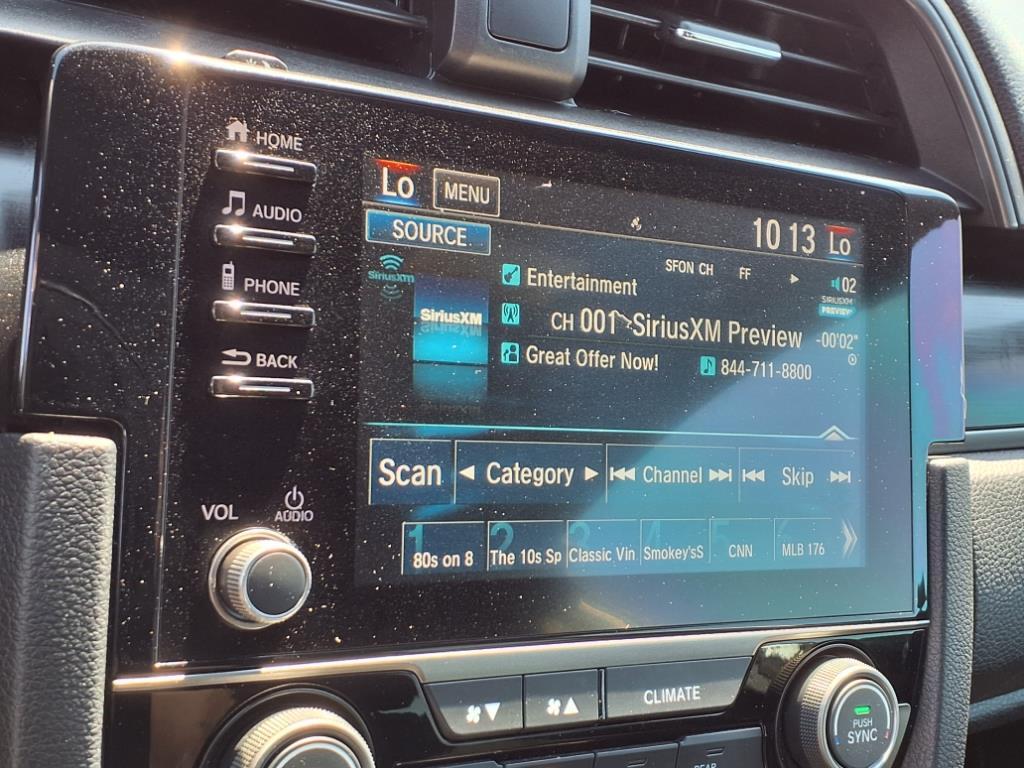 HOME
AUDIO
PHONE
BACK
VOL
AUDIO
Lo MENU
10 13 Lo
SOURCE
SFON CH FF
SiriusXM
Entertainment
02
SiriusXM
SIRIUSXM
PREVIEW
CH 001 SiriusXM Preview -00'02"
Great Offer Now! 844-711-8800
Scan Category Channel Skip
1 2 3 4 5 6
80s on 8 The 10s Sp Classic Vin Smokey'sS CNN MLB 176
CLIMATE
PUSH
SYNC
REAR